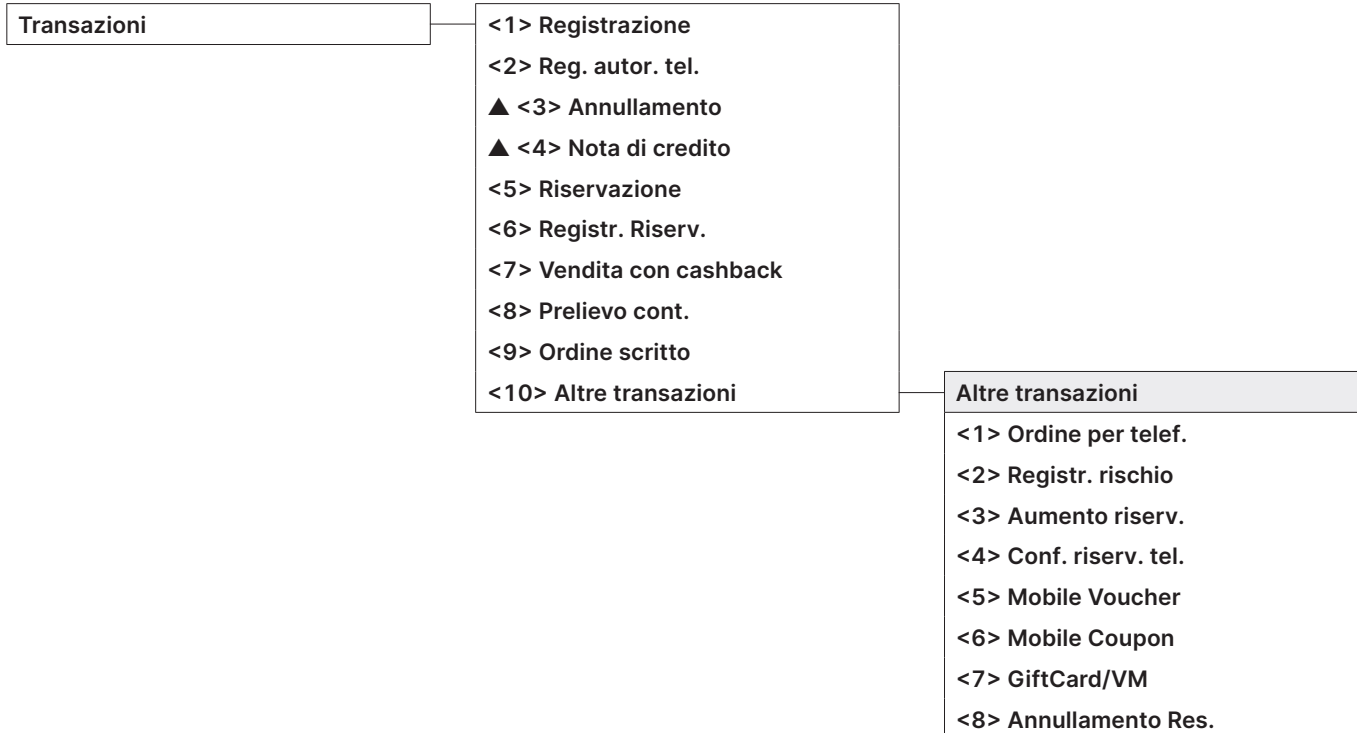 Transazioni
<1> Registrazione
<2> Reg. autor. tel.
▲ <3> Annullamento
▲ <4> Nota di credito
<5> Riservazione
<6> Registr. Riserv.
<7> Vendita con cashback
<8> Prelievo cont.
<9> Ordine scritto
<10> Altre transazioni
Altre transazioni
<1> Ordine per telef.
<2> Registr. rischio
<3> Aumento riserv.
<4> Conf. riserv. tel.
<5> Mobile Voucher
<6> Mobile Coupon
<7> GiftCard/VM
<8> Annullamento Res.